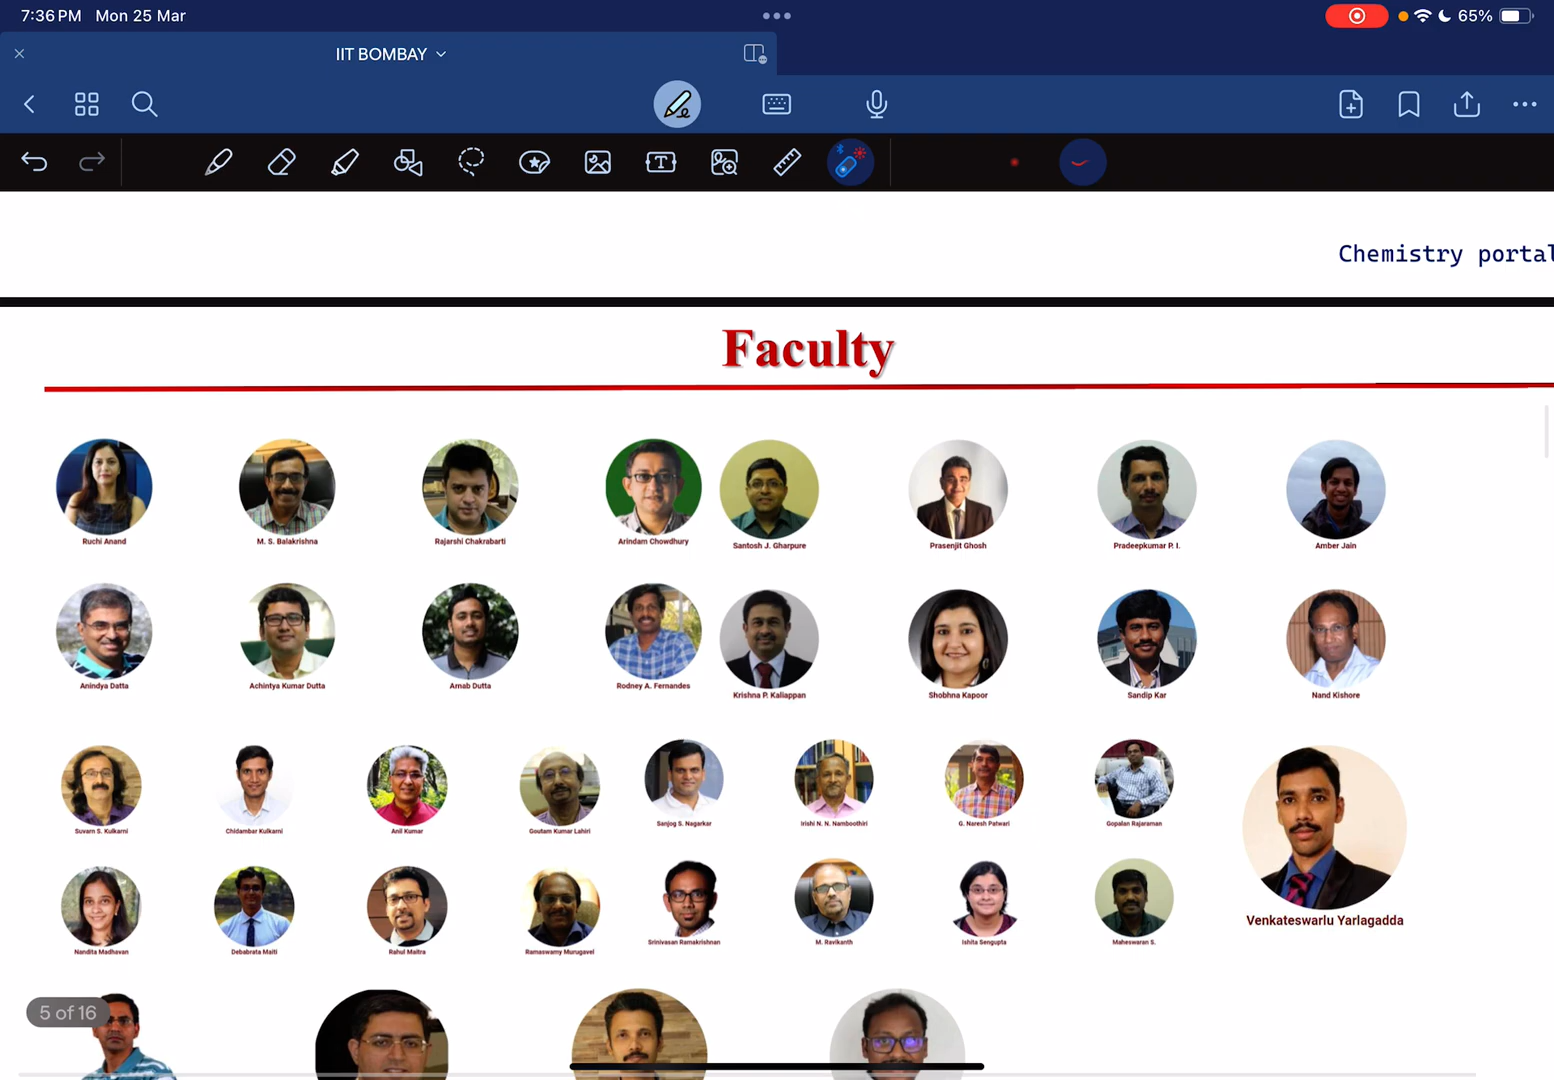 7:36 PM Mon 25 Mar
65%
IIT BOMBAY
T
Chemistry portal
Faculty
Ruchi Anand
M. S. Balakrishna
Rajarshi Chakrabarti
Arindam Chowdhury
Santosh J. Gharpure
Prasenjit Ghosh
Pradeepkumar P. I.
Amber Jain
Anindya Datta
Achintya Kumar Dutta
Arnab Dutta
Rodney A. Fernandes
Krishna P. Kaliappan
Shobhna Kapoor
Sandip Kar
Nand Kishore
Suvarn S. Kulkarni
Chidambar Kulkarni
Anil Kumar
Goutam Kumar Lahiri
Sanjog S. Nagarkar
Irishi N. N. Namboothiri
G. Naresh Patwari
Gopalan Rajaraman
Venkateswarlu Yarlagadda
Nandita Madhavan
Debabrata Maiti
Rahul Maitra
Ramaswamy Murugavel
Srinivasan Ramakrishnan
M. Ravikanth
Ishita Sengupta
Maheswaran S.
5 of 16